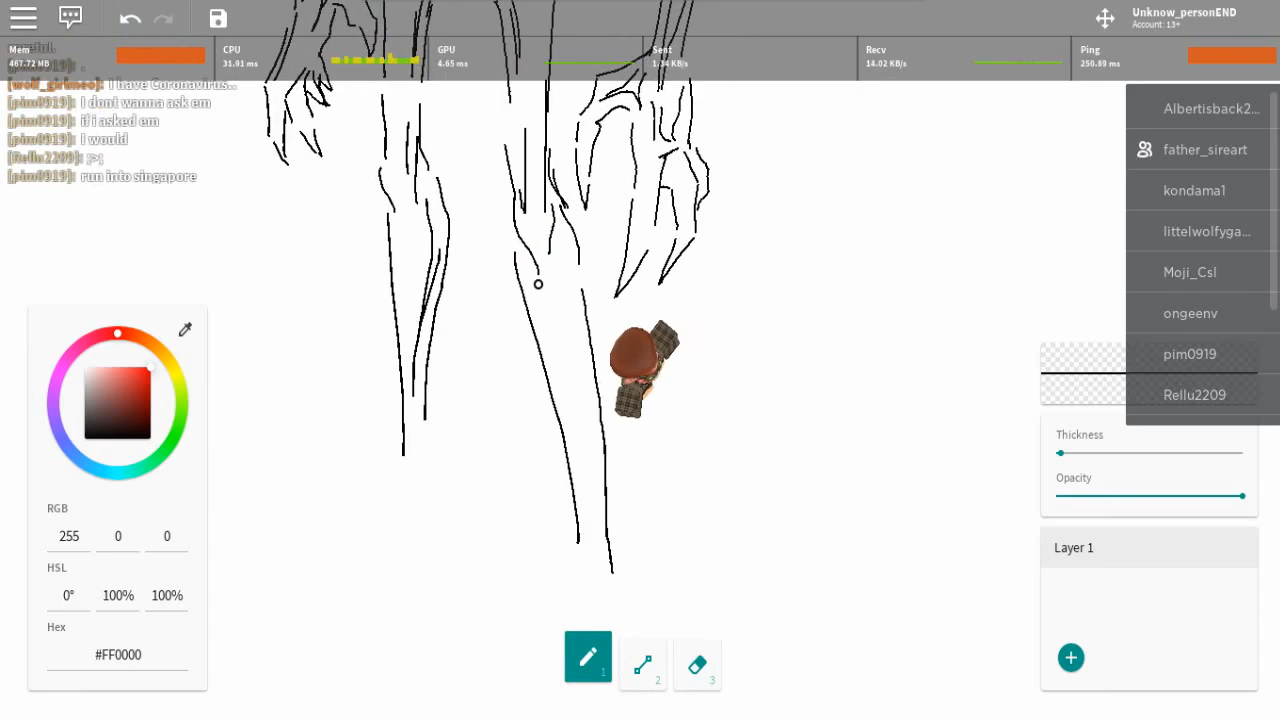 Unknow_personEND
Account: 13+
Mem
467.72 MB
CPU
31.91 ms
GPU
4.65 ms
Sent
1.34 KB/s
Recv
14.02 KB/s
Ping
250.89 ms
[pim0919]: .
[wolf_girlsneo]: I have Coronavirus..
[pim0919]: I dont wanna ask em
[pim0919]: if i asked em
[pim0919]: I would
[Rellu2209]: ;>;
[pim0919]: run into singapore
Albertisback2...
father_sireart
kondama1
littelwolfyga...
Moji_Csl
ongeenv
pim0919
Rellu2209
Thickness
Opacity
Layer 1
RGB
255 0 0
HSL
0° 100% 100%
Hex
#FF0000
1
2
3